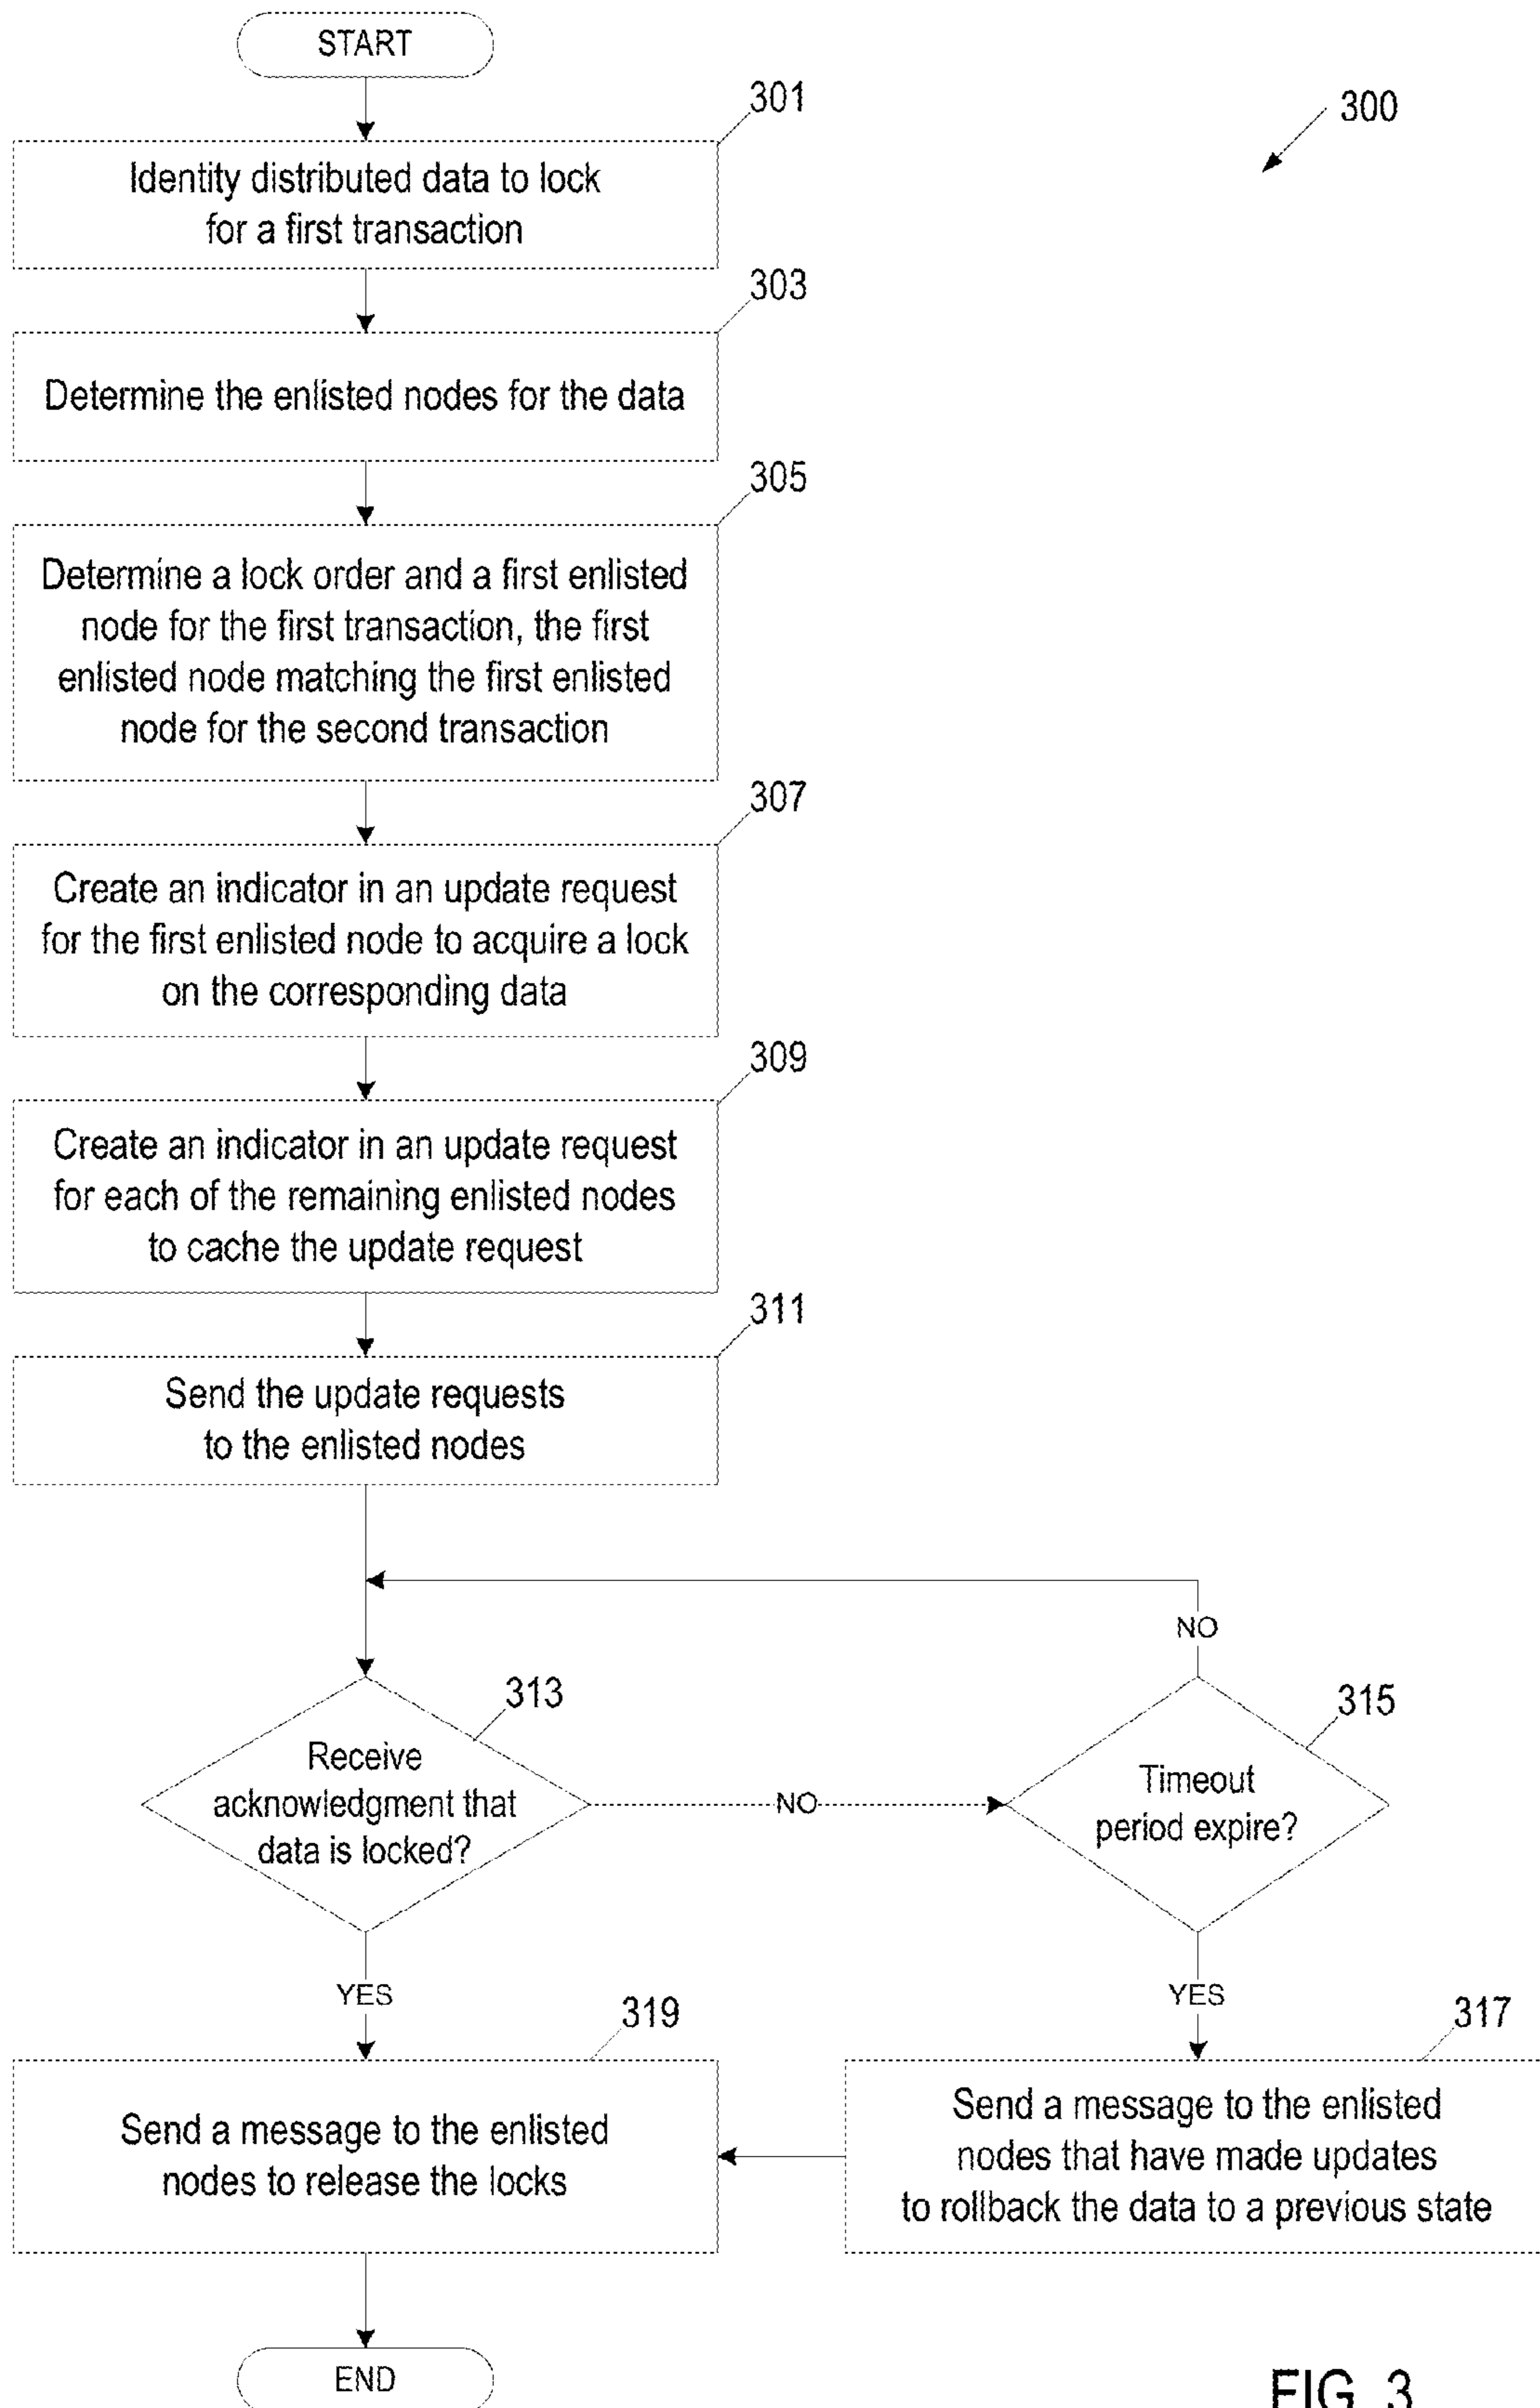 START
301
300
Identity distributed data to lock
for a first transaction
303
Determine the enlisted nodes for the data
305
Determine a lock order and a first enlisted
node for the first transaction, the first
enlisted node matching the first enlisted
node for the second transaction
307
Create an indicator in an update request
for the first enlisted node to acquire a lock
on the corresponding data
309
Create an indicator in an update request
for each of the remaining enlisted nodes
to cache the update request
311
Send the update requests
to the enlisted nodes
NO
313
315
Receive
acknowledgment that
data is locked?
NO
Timeout
period expire?
YES
YES
319
317
Send a message to the enlisted
nodes to release the locks
Send a message to the enlisted
nodes that have made updates
to rollback the data to a previous state
END
FIG. 3